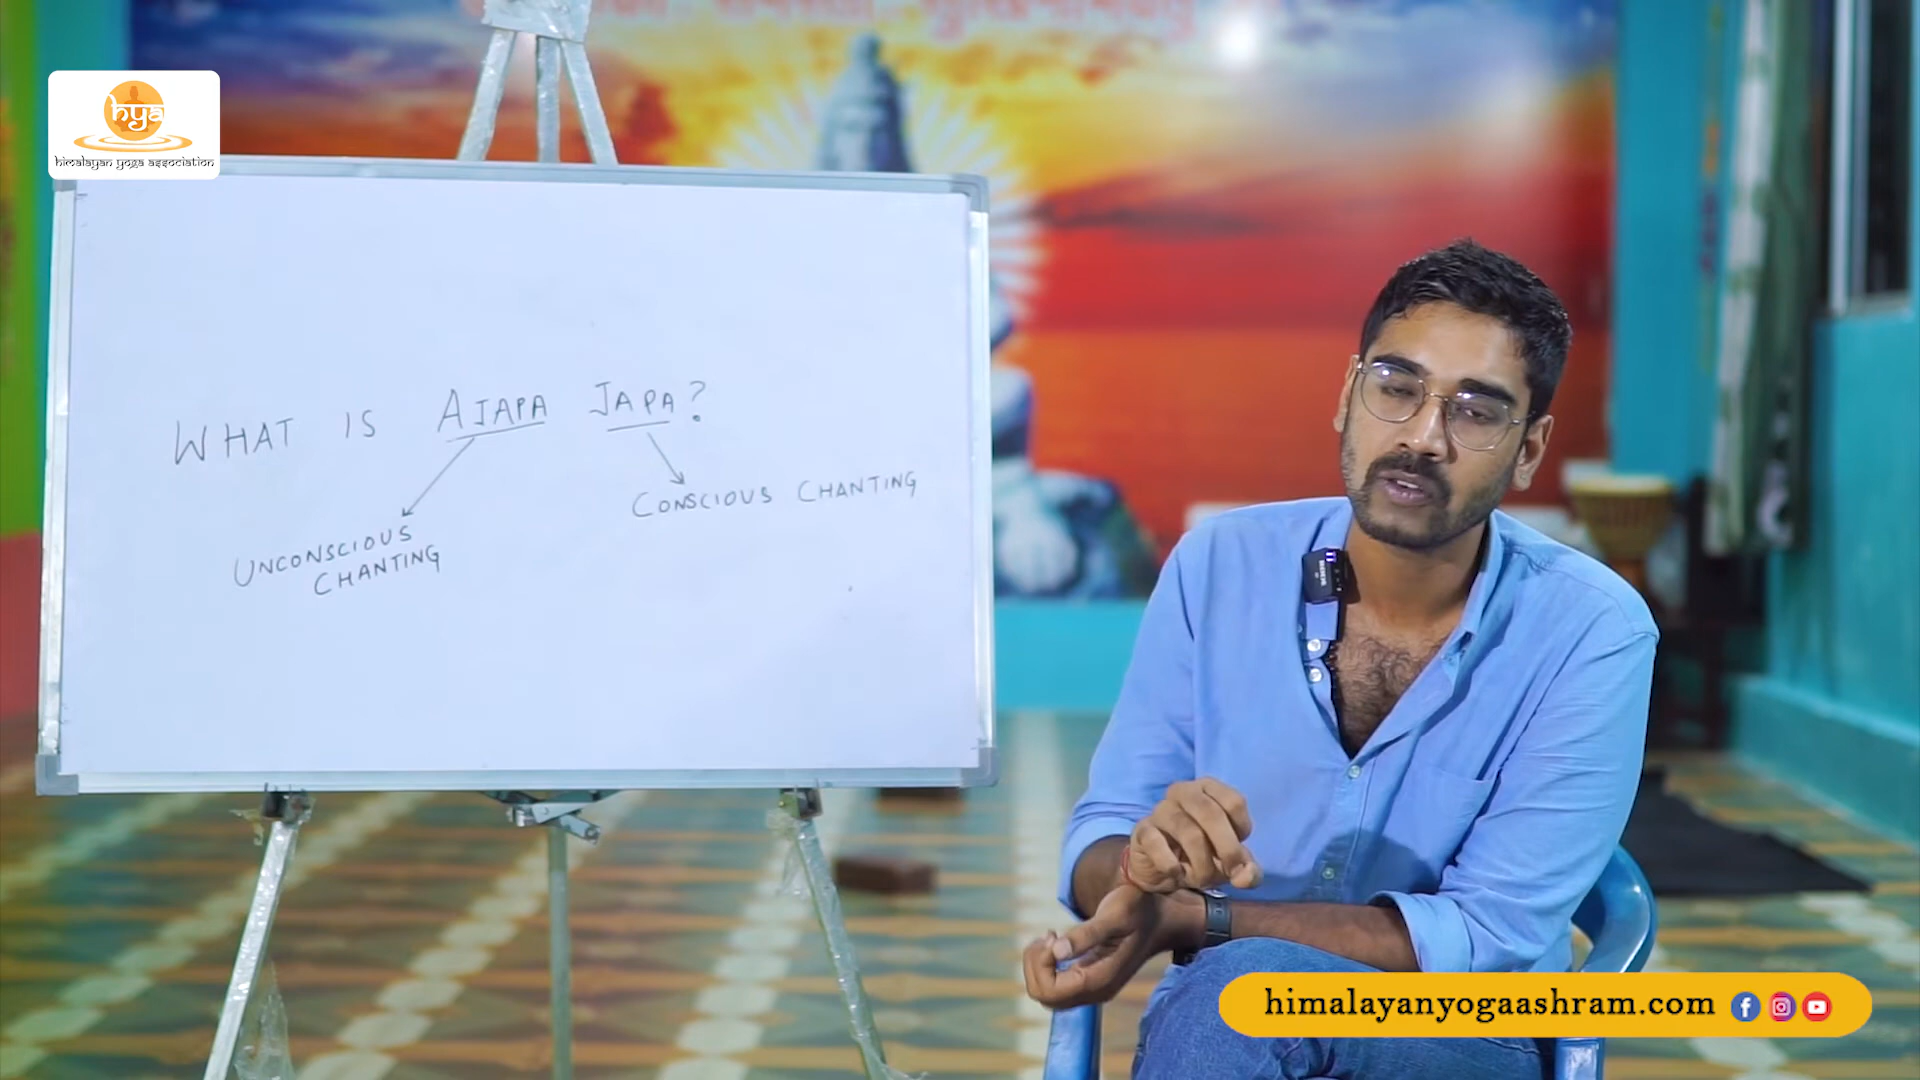 hya
himalayan yoga association
WHAT IS AJAPA JAPA?
CONSCIOUS CHANTING
UNCONSCIOUS
CHANTING
himalayanyogaashram.com